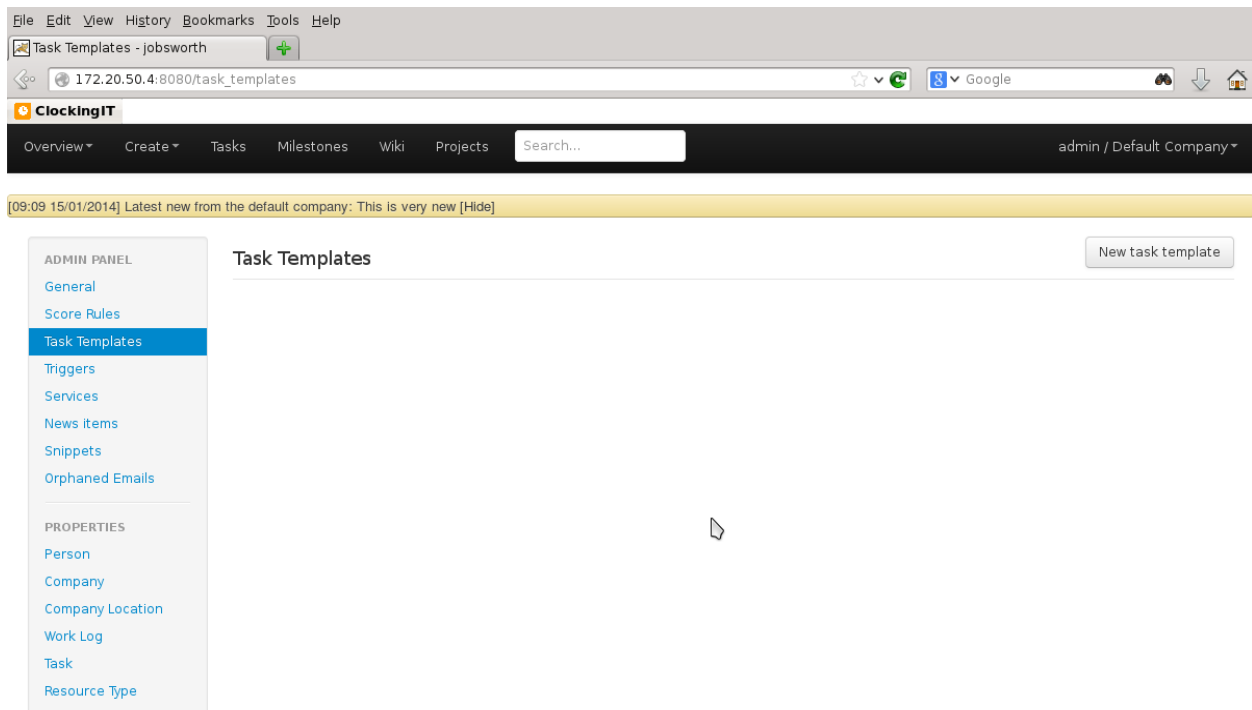 File Edit View History Bookmarks Tools Help
Task Templates - jobsworth
172.20.50.4:8080/task_templates
Google
ClockingIT
Overview Create Tasks Milestones Wiki Projects Search... admin / Default Company
[09:09 15/01/2014] Latest new from the default company: This is very new [Hide]
ADMIN PANEL
General
Score Rules
Task Templates
Triggers
Services
News items
Snippets
Orphaned Emails
PROPERTIES
Person
Company
Company Location
Work Log
Task
Resource Type
Task Templates
New task template